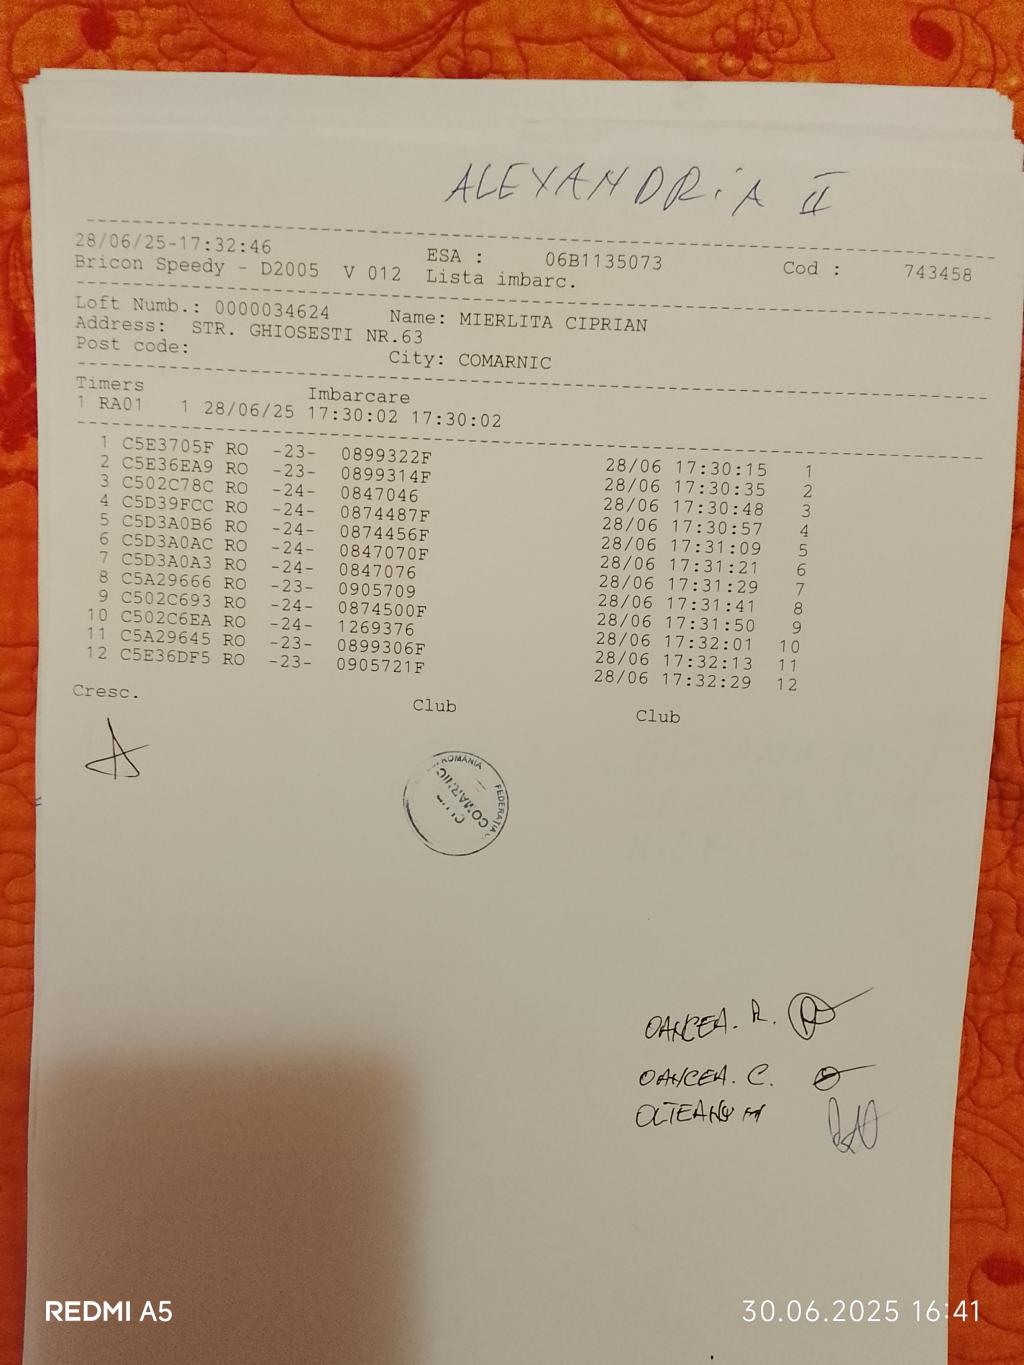 ALEXANDRiA II
28/06/25-17:32:46 ESA : 06B1135073 Cod : 743458
Bricon Speedy - D2005 V 012 Lista imbarc.
Loft Numb.: 0000034624 Name: MIERLITA CIPRIAN
Address: STR. GHIOSESTI NR.63
Post code: City: COMARNIC
Timers Imbarcare
1 RA01 1 28/06/25 17:30:02 17:30:02
1 C5E3705F RO -23- 0899322F 28/06 17:30:15 1
2 C5E36EA9 RO -23- 0899314F 28/06 17:30:35 2
3 C502C78C RO -24- 0847046 28/06 17:30:48 3
4 C5D39FCC RO -24- 0874487F 28/06 17:30:57 4
5 C5D3A0B6 RO -24- 0874456F 28/06 17:31:09 5
6 C5D3A0AC RO -24- 0847070F 28/06 17:31:21 6
7 C5D3A0A3 RO -24- 0847076 28/06 17:31:29 7
8 C5A29666 RO -23- 0905709 28/06 17:31:41 8
9 C502C693 RO -24- 0874500F 28/06 17:31:50 9
10 C502C6EA RO -24- 1269376 28/06 17:32:01 10
11 C5A29645 RO -23- 0899306F 28/06 17:32:13 11
12 C5E36DF5 RO -23- 0905721F 28/06 17:32:29 12
Cresc. Club Club
ROMANIA
FEDERATIA
COMARNIC
OANCEA. R.
OANCEA. C.
OLTEANU M
REDMI A5 30.06.2025 16:41